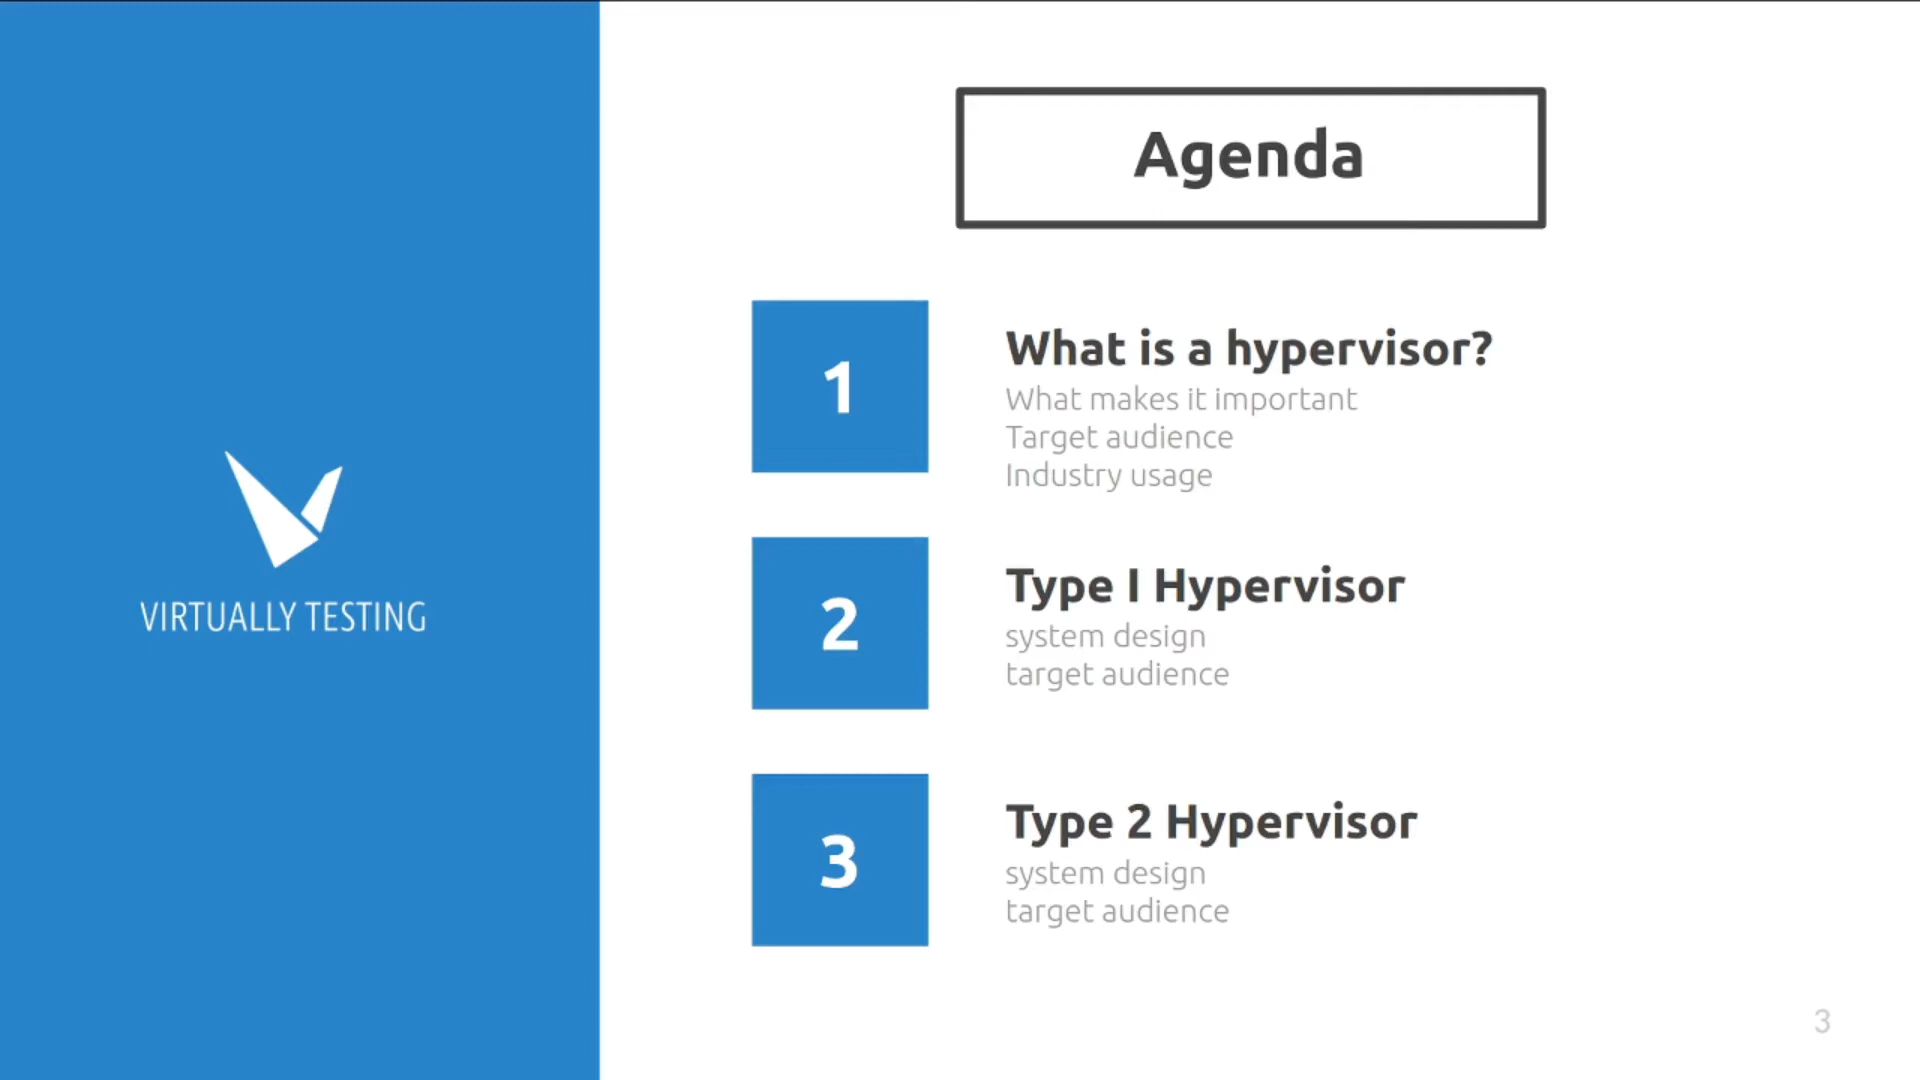 VIRTUALLY TESTING
Agenda
1
What is a hypervisor?
What makes it important
Target audience
Industry usage
2
Type I Hypervisor
system design
target audience
3
Type 2 Hypervisor
system design
target audience
3